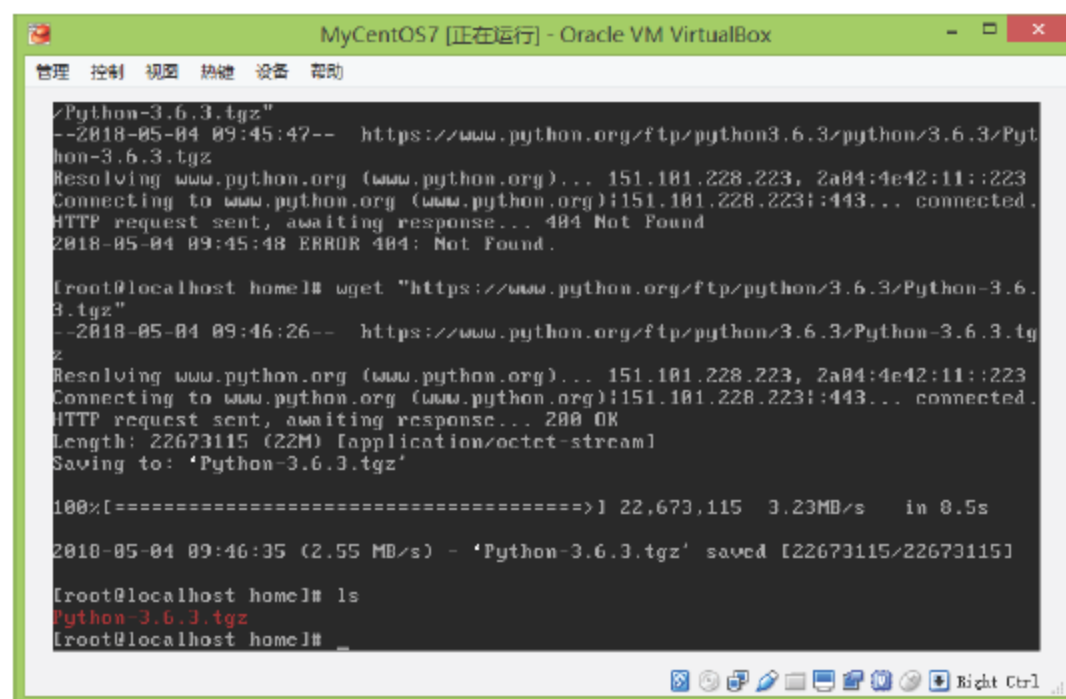 MyCentOS7 [正在运行] - Oracle VM VirtualBox
管理 控制 视图 热键 设备 帮助
/Python-3.6.3.tgz"
--2018-05-04 09:45:47--  https://www.python.org/ftp/python3.6.3/python/3.6.3/Pyt
hon-3.6.3.tgz
Resolving www.python.org (www.python.org)... 151.101.228.223, 2a04:4e42:11::223
Connecting to www.python.org (www.python.org)|151.101.228.223|:443... connected.
HTTP request sent, awaiting response... 404 Not Found
2018-05-04 09:45:48 ERROR 404: Not Found.
[root@localhost home]# wget "https://www.python.org/ftp/python/3.6.3/Python-3.6.
3.tgz"
--2018-05-04 09:46:26--  https://www.python.org/ftp/python/3.6.3/Python-3.6.3.tg
z
Resolving www.python.org (www.python.org)... 151.101.228.223, 2a04:4e42:11::223
Connecting to www.python.org (www.python.org)|151.101.228.223|:443... connected.
HTTP request sent, awaiting response... 200 OK
Length: 22673115 (22M) [application/octet-stream]
Saving to: ‘Python-3.6.3.tgz’
100%[======================================>] 22,673,115  3.23MB/s   in 8.5s
2018-05-04 09:46:35 (2.55 MB/s) - ‘Python-3.6.3.tgz’ saved [22673115/22673115]
[root@localhost home]# ls
Python-3.6.3.tgz
[root@localhost home]# _
Right Ctrl